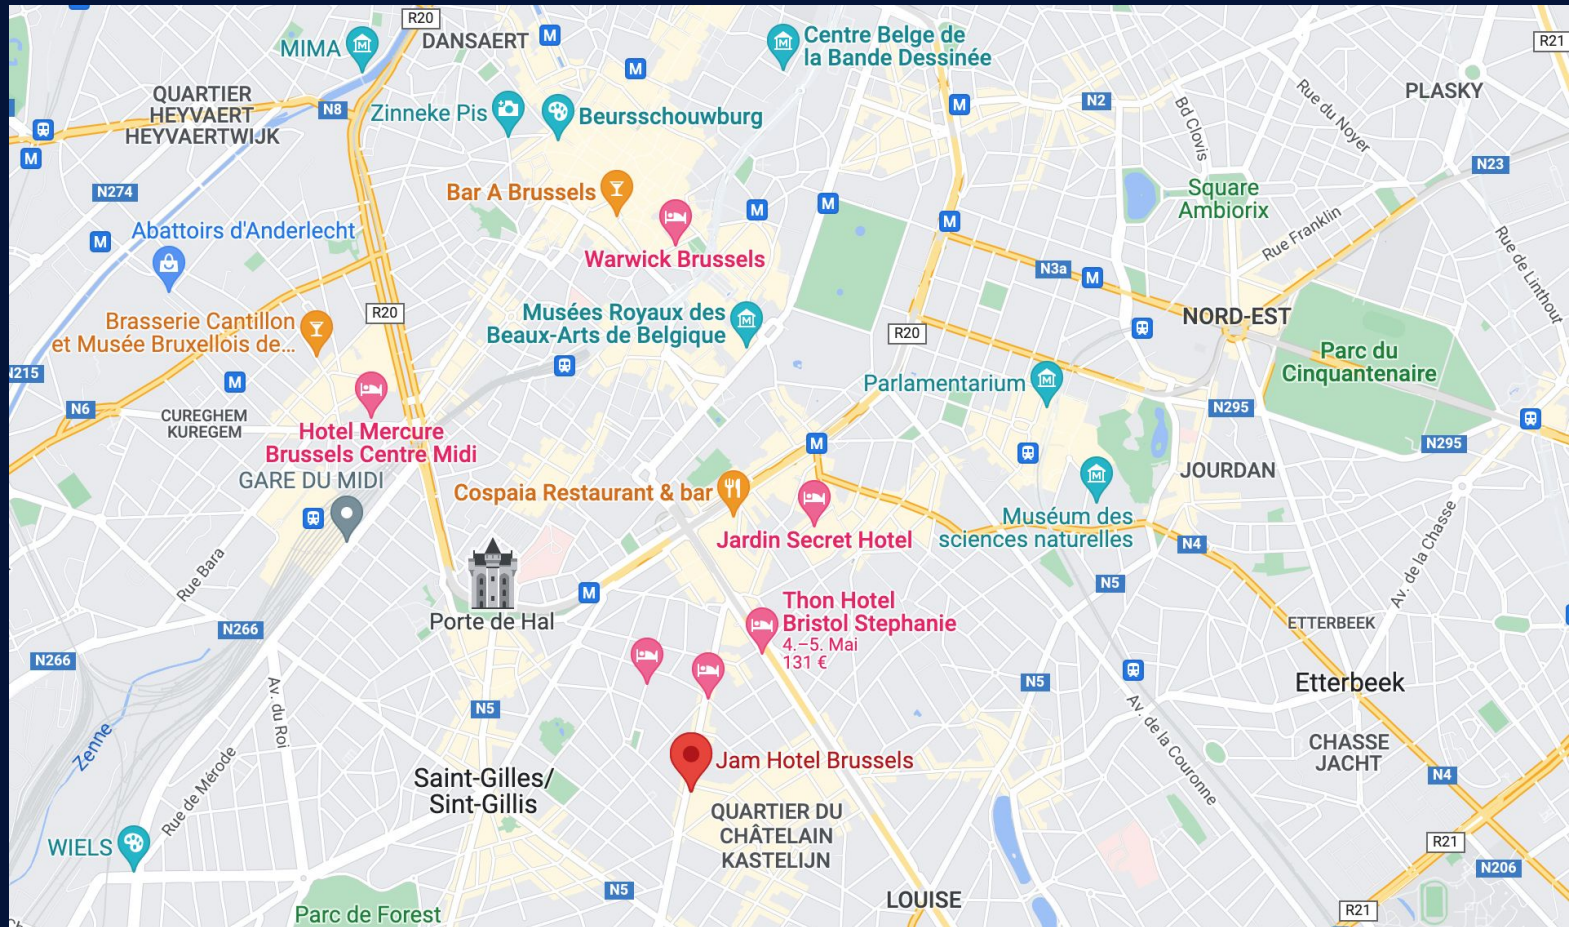 R20
DANSAERT
M
MIMA
Centre Belge de
la Bande Dessinée
R21
M
QUARTIER
HEYVAERT
HEYVAERTWIJK
N8
Zinneke Pis
Beursschouwburg
M
N2
Bd Clovis
Rue du Noyer
PLASKY
M
N23
N274
Bar A Brussels
M
M
M
Square
Ambiorix
Abattoirs d'Anderlecht
M
Warwick Brussels
Rue Franklin
Rue de Linthout
N3a
M
Brasserie Cantillon
et Musée Bruxellois de...
R20
Musées Royaux des
Beaux-Arts de Belgique
R20
NORD-EST
Parc du
Cinquantenaire
N215
M
Parlamentarium
N6
CUREGHEM
KUREGEM
Hotel Mercure
Brussels Centre Midi
N295
N295
M
GARE DU MIDI
Cospaia Restaurant & bar
JOURDAN
Jardin Secret Hotel
Muséum des
sciences naturelles
N4
Av. de la Chasse
Rue Bara
N5
Porte de Hal
M
Thon Hotel
Bristol Stephanie
4.–5. Mai
131 €
ETTERBEEK
N266
N266
N5
Etterbeek
Av. du Roi
N5
Av. de la Couronne
Zenne
Rue de Mérode
Saint-Gilles/
Sint-Gillis
Jam Hotel Brussels
CHASSE
JACHT
N4
QUARTIER DU
CHÂTELAIN
KASTELIJN
WIELS
R21
N206
N5
LOUISE
R21
Parc de Forest